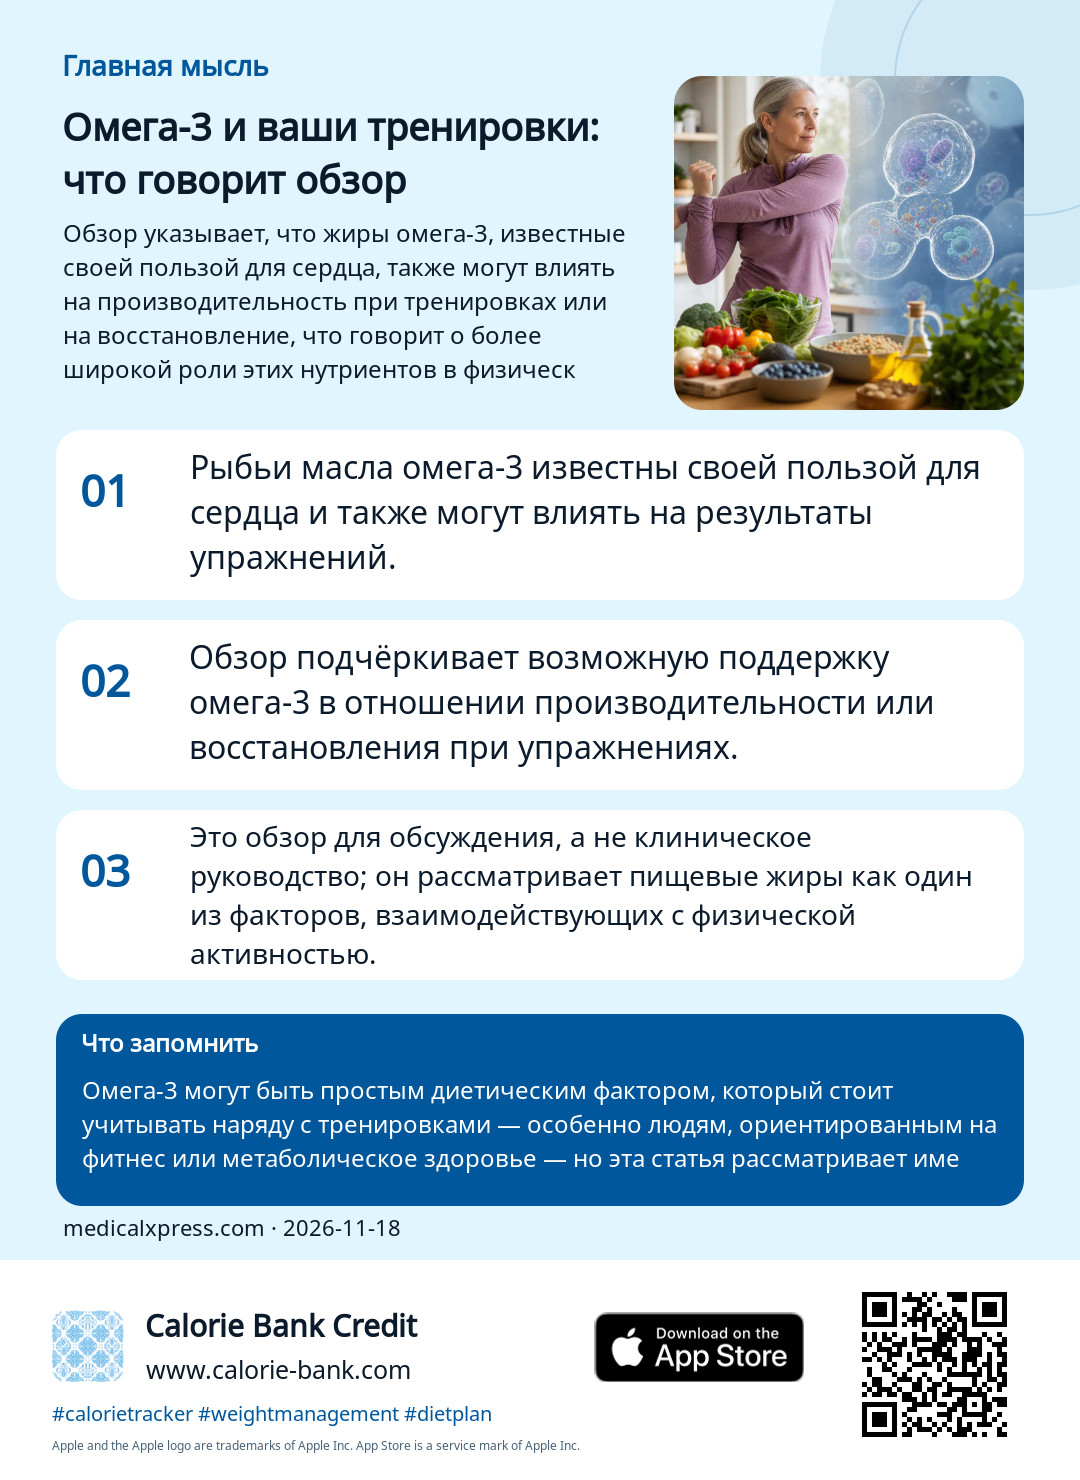 Главная мысль
Омега-3 и ваши тренировки:
что говорит обзор
Обзор указывает, что жиры омега-3, известные
своей пользой для сердца, также могут влиять
на производительность при тренировках или
на восстановление, что говорит о более
широкой роли этих нутриентов в физическ
01
Рыбьи масла омега-3 известны своей пользой для
сердца и также могут влиять на результаты
упражнений.
02
Обзор подчёркивает возможную поддержку
омега-3 в отношении производительности или
восстановления при упражнениях.
03
Это обзор для обсуждения, а не клиническое
руководство; он рассматривает пищевые жиры как один
из факторов, взаимодействующих с физической
активностью.
Что запомнить
Омега-3 могут быть простым диетическим фактором, который стоит
учитывать наряду с тренировками — особенно людям, ориентированным на
фитнес или метаболическое здоровье — но эта статья рассматривает име
medicalxpress.com · 2026-11-18
Calorie Bank Credit
www.calorie-bank.com
Download on the
App Store
#calorietracker #weightmanagement #dietplan
Apple and the Apple logo are trademarks of Apple Inc. App Store is a service mark of Apple Inc.